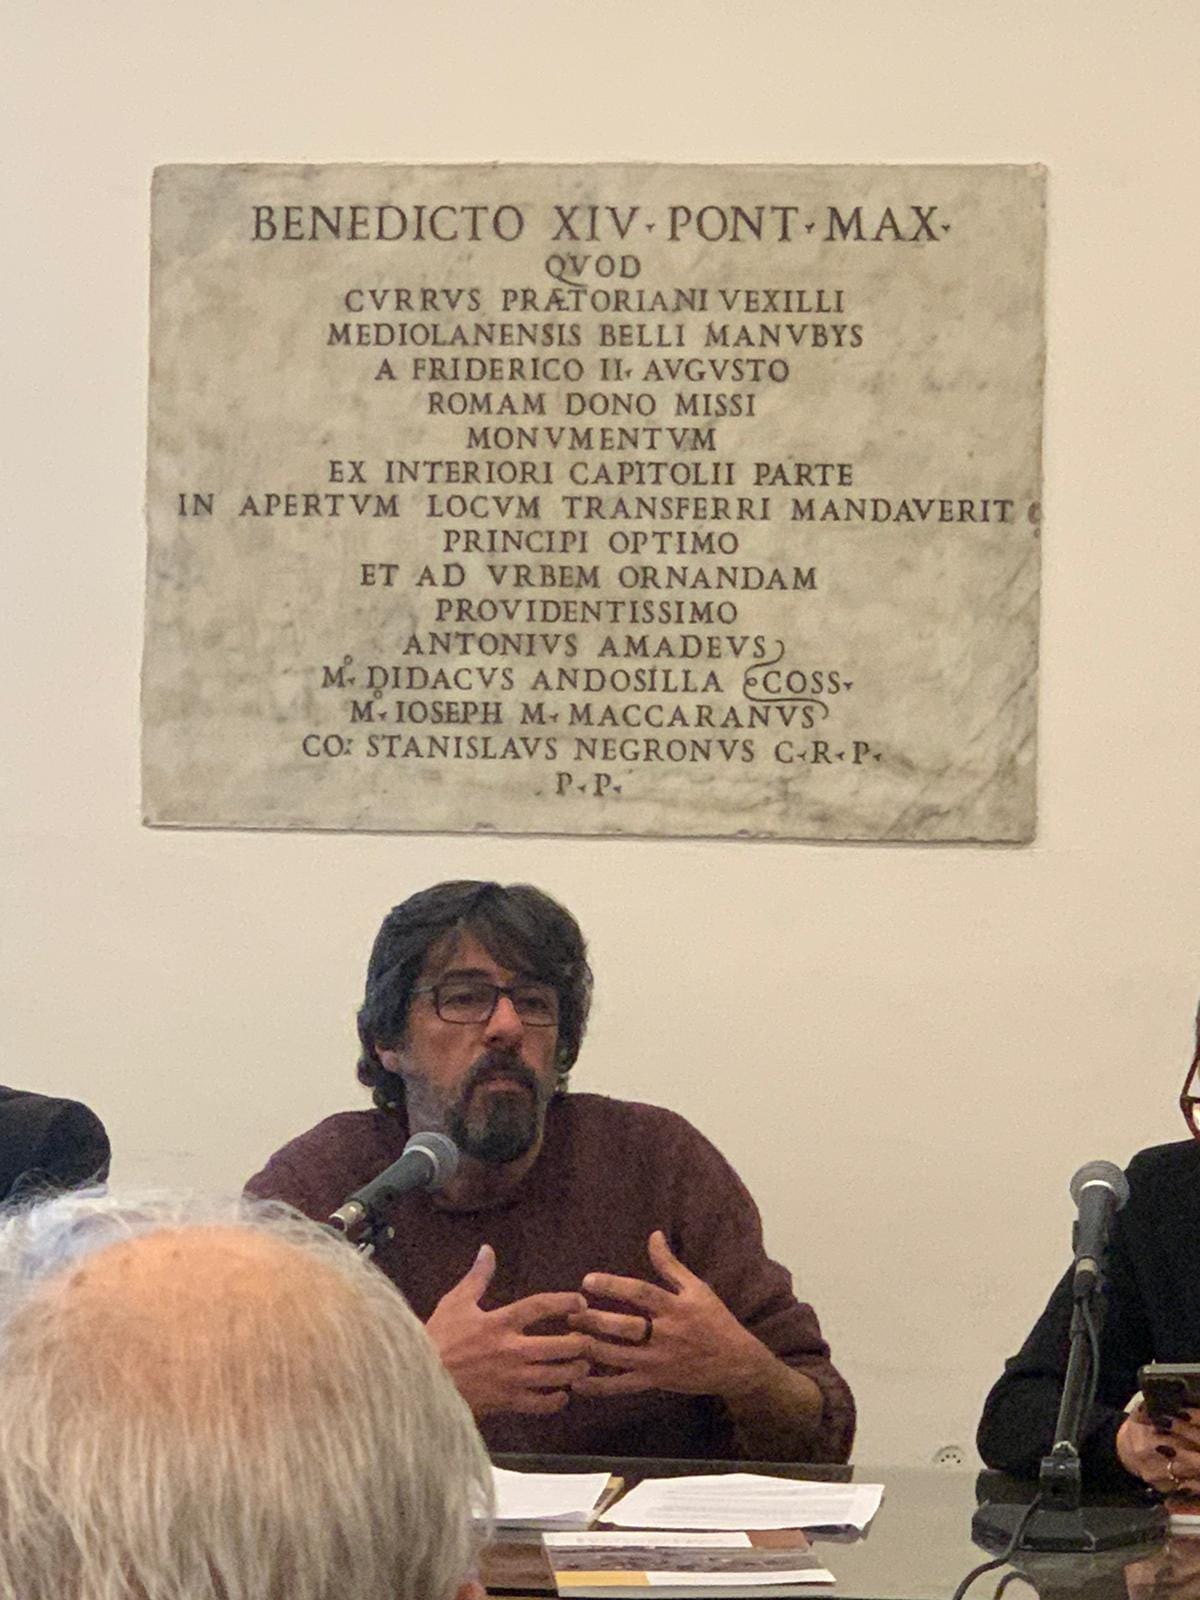 BENEDICTO XIV · PONT · MAX ·
QVOD
CVRRVS PRÆTORIANI VEXILLI
MEDIOLANENSIS BELLI MANVBYS
A FRIDERICO II · AVGVSTO
ROMAM DONO MISSI
MONVMENTVM
EX INTERIORI CAPITOLII PARTE
IN APERTVM LOCVM TRANSFERRI MANDAVERIT
PRINCIPI OPTIMO
ET AD VRBEM ORNANDAM
PROVIDENTISSIMO
ANTONIVS AMADEVS
M · DIDACVS ANDOSILLA COSS ·
M · IOSEPH M · MACCARANVS
CO: STANISLAVS NEGRONVS C · R · P ·
P · P ·